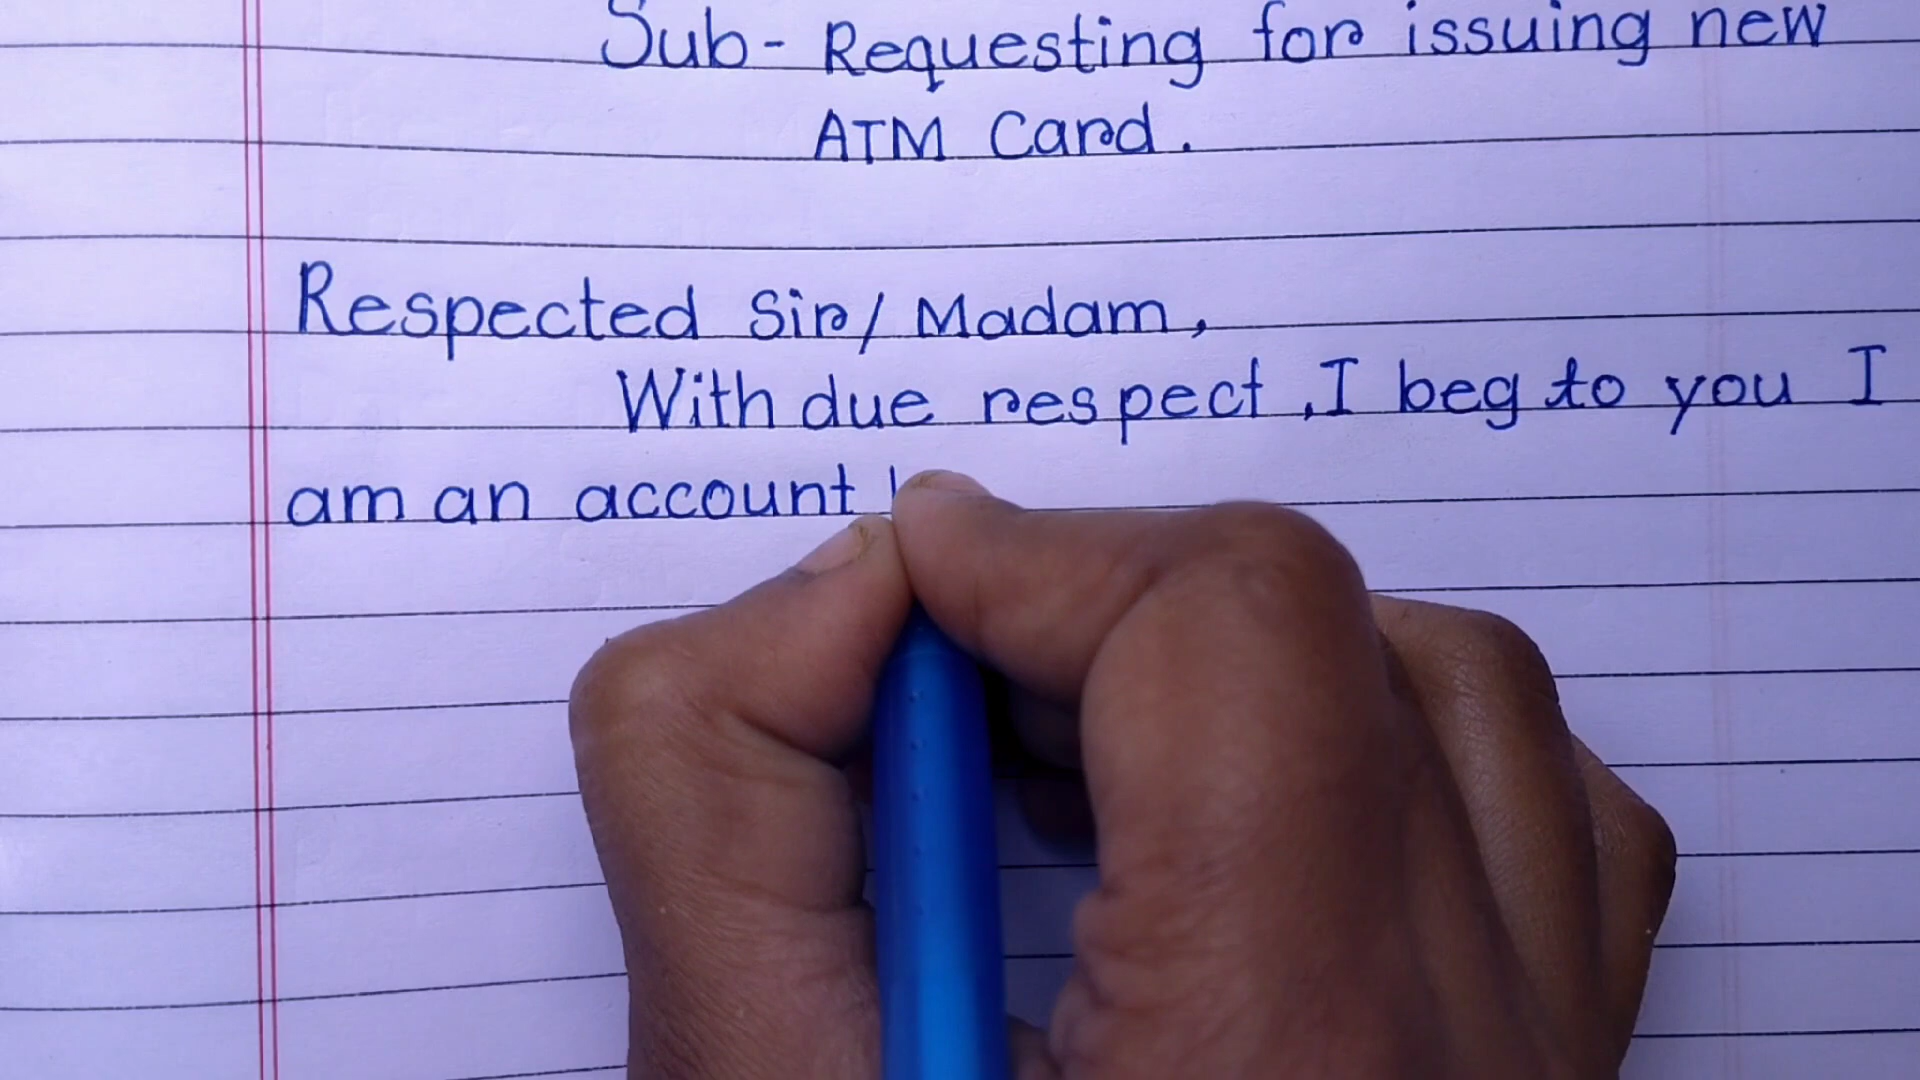 Sub- Requesting for issuing new
ATM Card.
Respected Sir/ Madam,
With due respect, I beg to you I
am an account